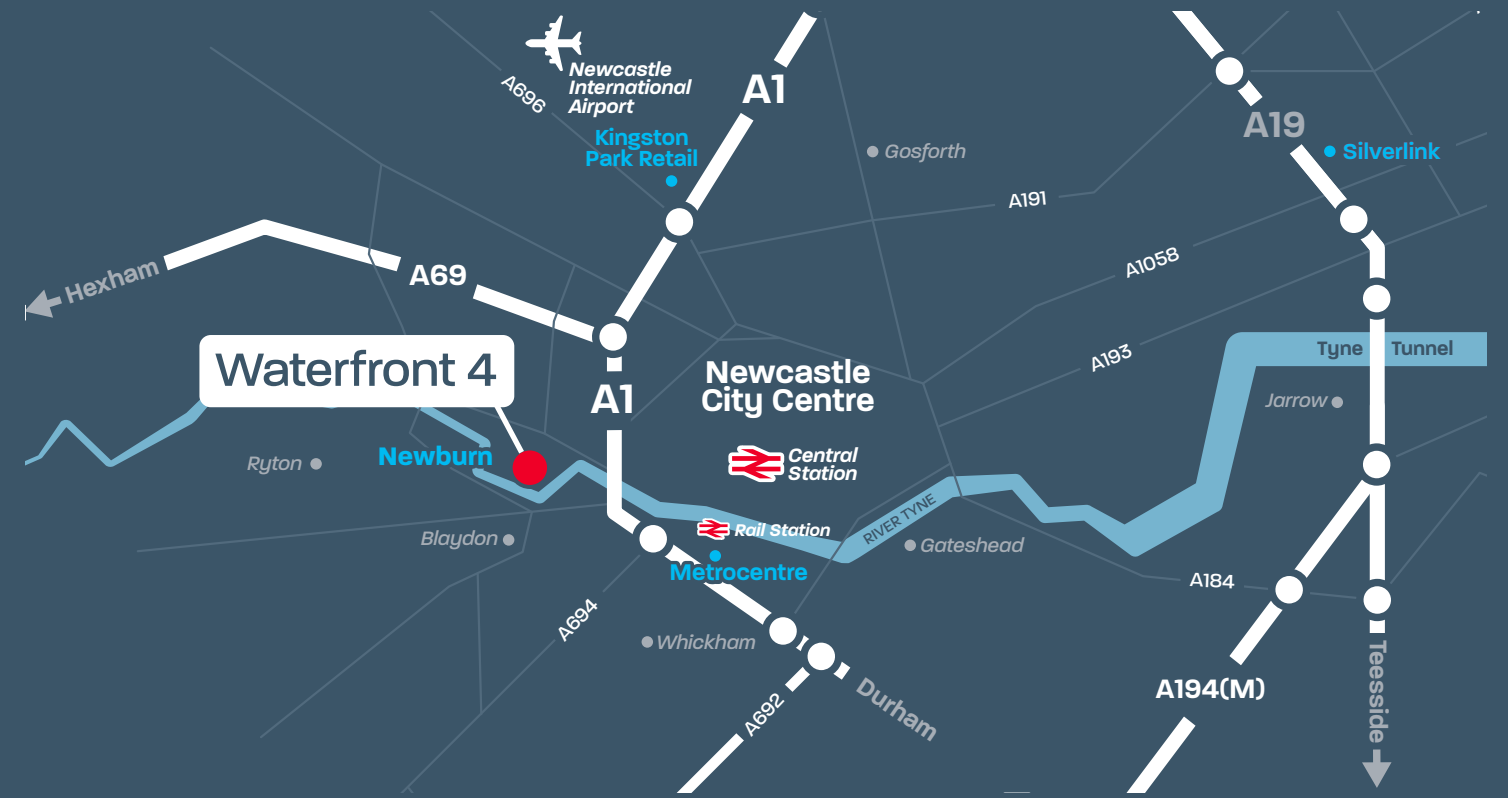 Newcastle
International
Airport
A696
A1
Kingston
Park Retail
A19
Silverlink
Gosforth
A191
Hexham
A69
A1058
Waterfront 4
A1
Newcastle
City Centre
A193
Tyne Tunnel
Jarrow
Ryton
Newburn
Central
Station
RIVER TYNE
Rail Station
Blaydon
Gateshead
Metrocentre
A184
A694
Whickham
Teesside
A194(M)
Durham
A692